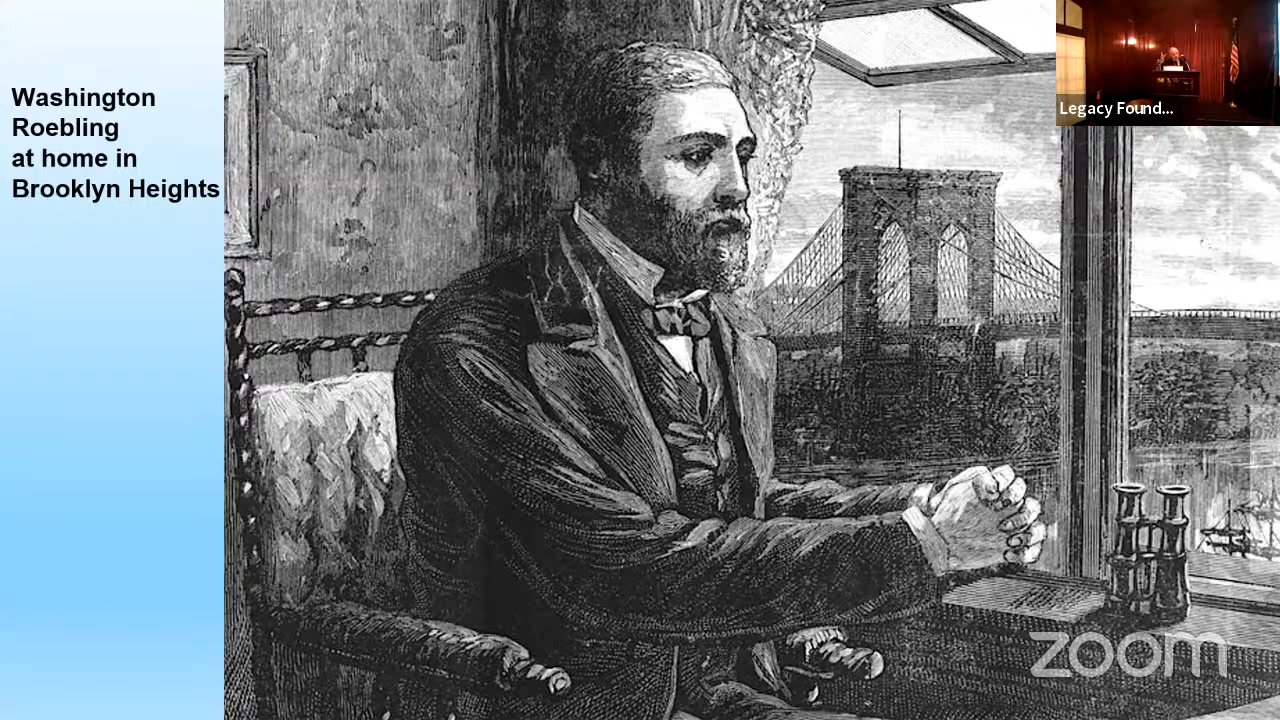 Washington
Roebling
at home in
Brooklyn Heights
Legacy Found...
zoom